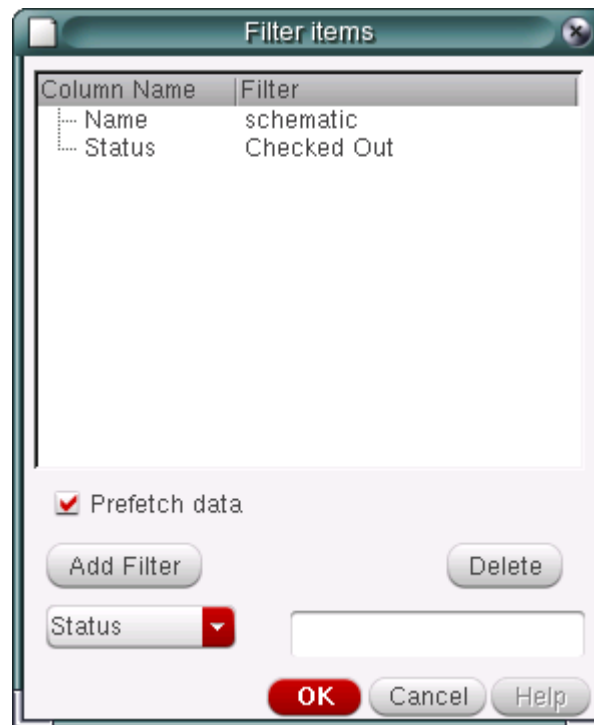 Filter items
Column Name Filter
Name schematic
Status Checked Out
Prefetch data
Add Filter Delete
Status
OK Cancel Help